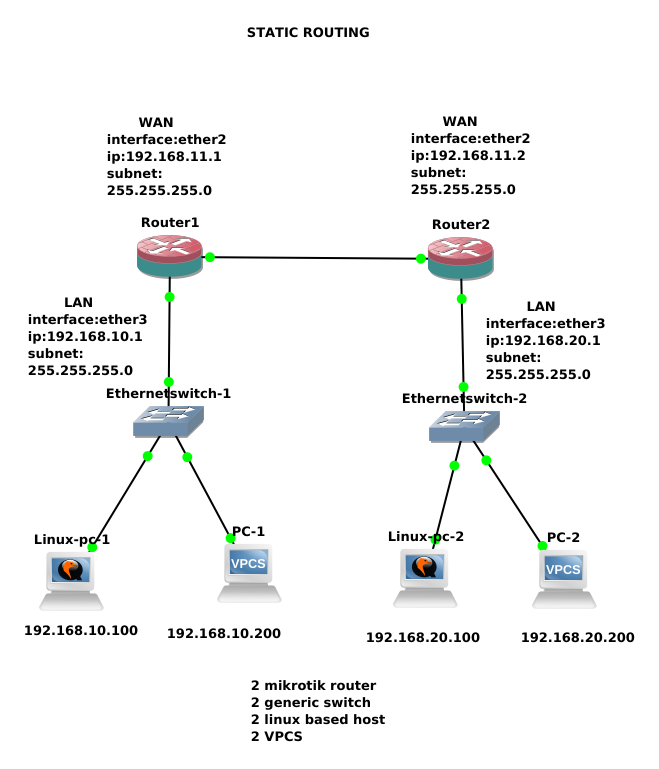 STATIC ROUTING
WAN
interface:ether2
ip:192.168.11.1
subnet:
255.255.255.0
WAN
interface:ether2
ip:192.168.11.2
subnet:
255.255.255.0
Router1
Router2
LAN
interface:ether3
ip:192.168.10.1
subnet:
255.255.255.0
LAN
interface:ether3
ip:192.168.20.1
subnet:
255.255.255.0
Ethernetswitch-1
Ethernetswitch-2
Linux-pc-1
PC-1
Linux-pc-2
PC-2
VPCS
VPCS
192.168.10.100
192.168.10.200
192.168.20.100
192.168.20.200
2 mikrotik router
2 generic switch
2 linux based host
2 VPCS